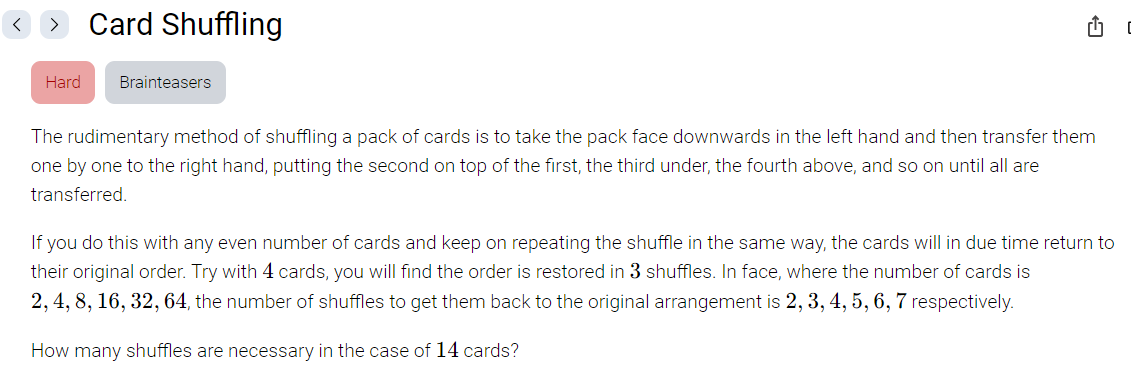 Card Shuffling
Hard
Brainteasers
The rudimentary method of shuffling a pack of cards is to take the pack face downwards in the left hand and then transfer them
one by one to the right hand, putting the second on top of the first, the third under, the fourth above, and so on until all are
transferred.
If you do this with any even number of cards and keep on repeating the shuffle in the same way, the cards will in due time return to
their original order. Try with 4 cards, you will find the order is restored in 3 shuffles. In face, where the number of cards is
2, 4, 8, 16, 32, 64, the number of shuffles to get them back to the original arrangement is 2, 3, 4, 5, 6, 7 respectively.
How many shuffles are necessary in the case of 14 cards?